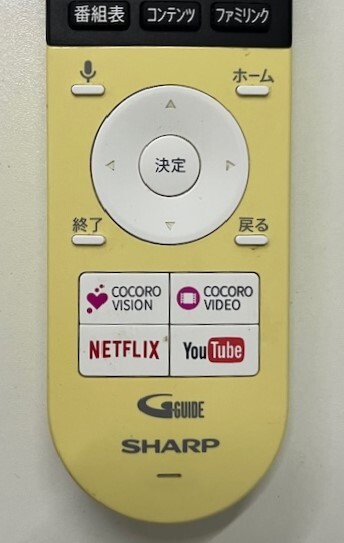 番組表 コンテンツ ファミリンク
ホーム
決定
終了 戻る
COCORO VISION
COCORO VIDEO
NETFLIX YouTube
G-GUIDE
SHARP